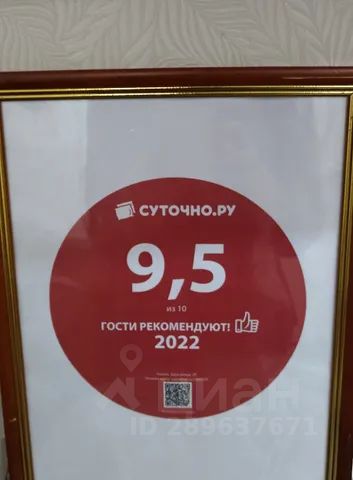 СУТОЧНО.РУ
9,5
из 10
ГОСТИ РЕКОМЕНДУЮТ!
2022
циан
ID 289637671